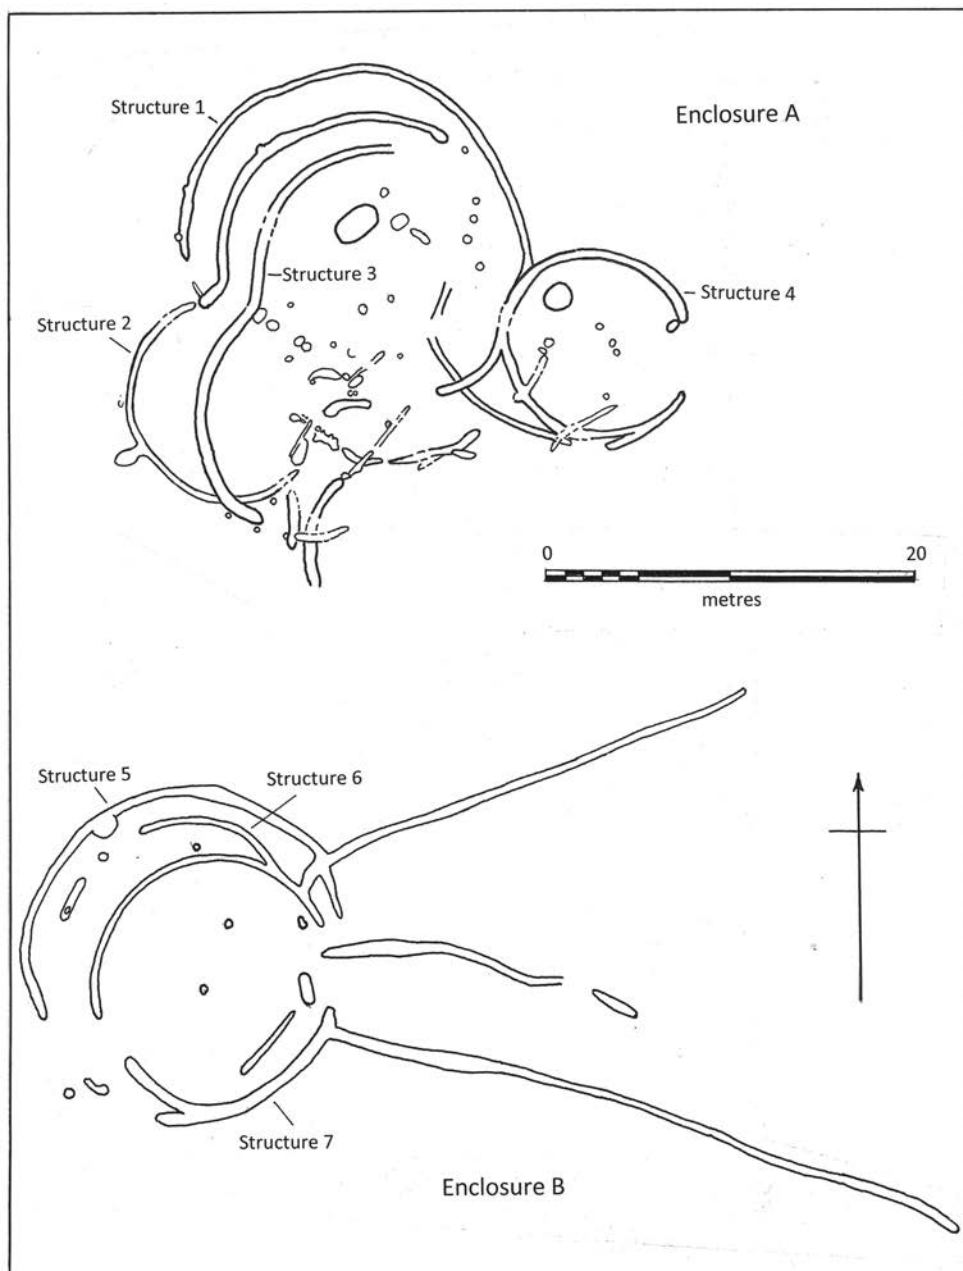 Structure 1
Enclosure A
Structure 3
Structure 4
Structure 2
0 20
metres
Structure 5
Structure 6
Structure 7
Enclosure B